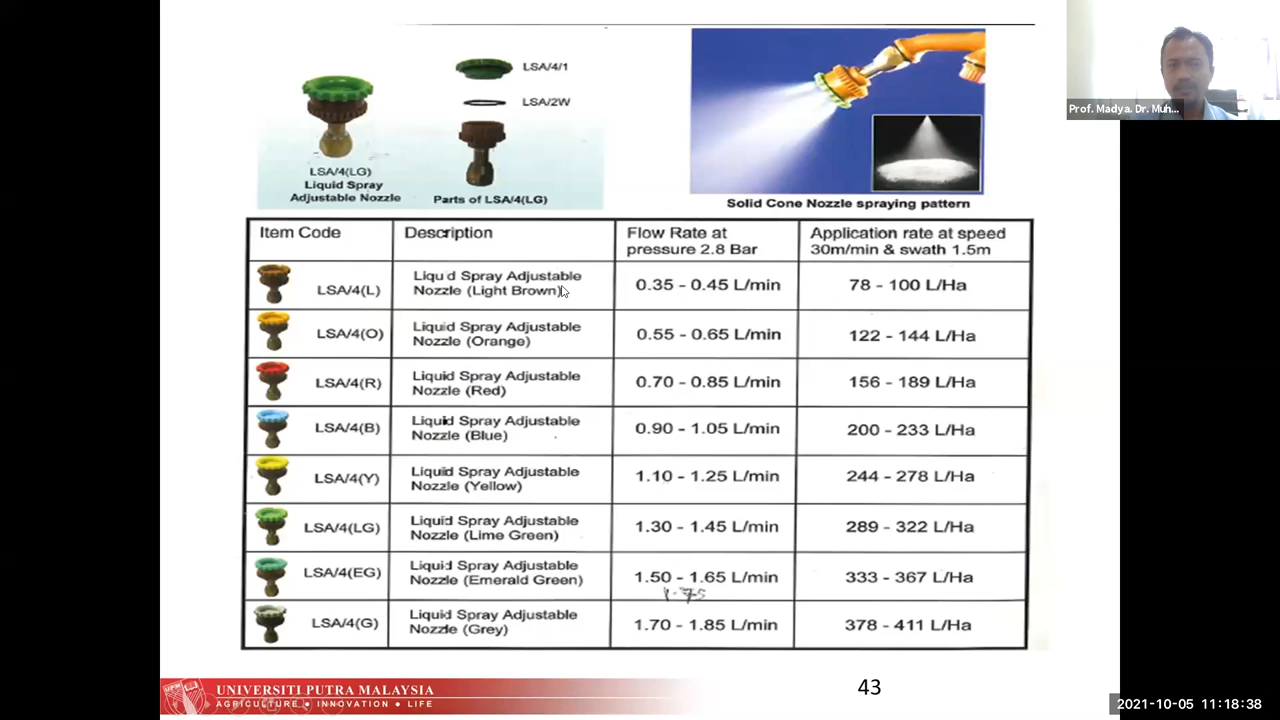 LSA/4/1
LSA/2W
LSA/4(LG)
Liquid Spray
Adjustable Nozzle
Parts of LSA/4(LG)
Solid Cone Nozzle spraying pattern
Prof. Madya. Dr. Muh...
Item Code
Description
Flow Rate at
pressure 2.8 Bar
Application rate at speed
30m/min & swath 1.5m
LSA/4(L)
Liquid Spray Adjustable
Nozzle (Light Brown)
0.35 - 0.45 L/min
78 - 100 L/Ha
LSA/4(O)
Liquid Spray Adjustable
Nozzle (Orange)
0.55 - 0.65 L/min
122 - 144 L/Ha
LSA/4(R)
Liquid Spray Adjustable
Nozzle (Red)
0.70 - 0.85 L/min
156 - 189 L/Ha
LSA/4(B)
Liquid Spray Adjustable
Nozzle (Blue)
0.90 - 1.05 L/min
200 - 233 L/Ha
LSA/4(Y)
Liquid Spray Adjustable
Nozzle (Yellow)
1.10 - 1.25 L/min
244 - 278 L/Ha
LSA/4(LG)
Liquid Spray Adjustable
Nozzle (Lime Green)
1.30 - 1.45 L/min
289 - 322 L/Ha
LSA/4(EG)
Liquid Spray Adjustable
Nozzle (Emerald Green)
1.50 - 1.65 L/min
1.75
333 - 367 L/Ha
LSA/4(G)
Liquid Spray Adjustable
Nozzle (Grey)
1.70 - 1.85 L/min
378 - 411 L/Ha
UPM
UNIVERSITI PUTRA MALAYSIA
AGRICULTURE • INNOVATION • LIFE
43
2021-10-05 11:18:38